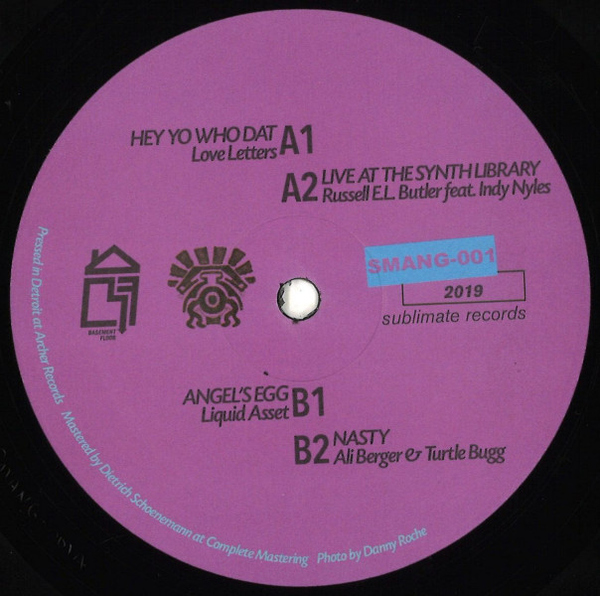 HEY YO WHO DAT A1
Love Letters
A2 LIVE AT THE SYNTH LIBRARY
Russell E.L. Butler feat. Indy Nyles
SMANG-001
2019
sublimate records
BASEMENT
FLOOR
ANGEL'S EGG B1
Liquid Asset
B2 NASTY
Ali Berger & Turtle Bugg
Pressed in Detroit at Archer Records Mastered by Dietrich Schoenemann at Complete Mastering Photo by Danny Roche